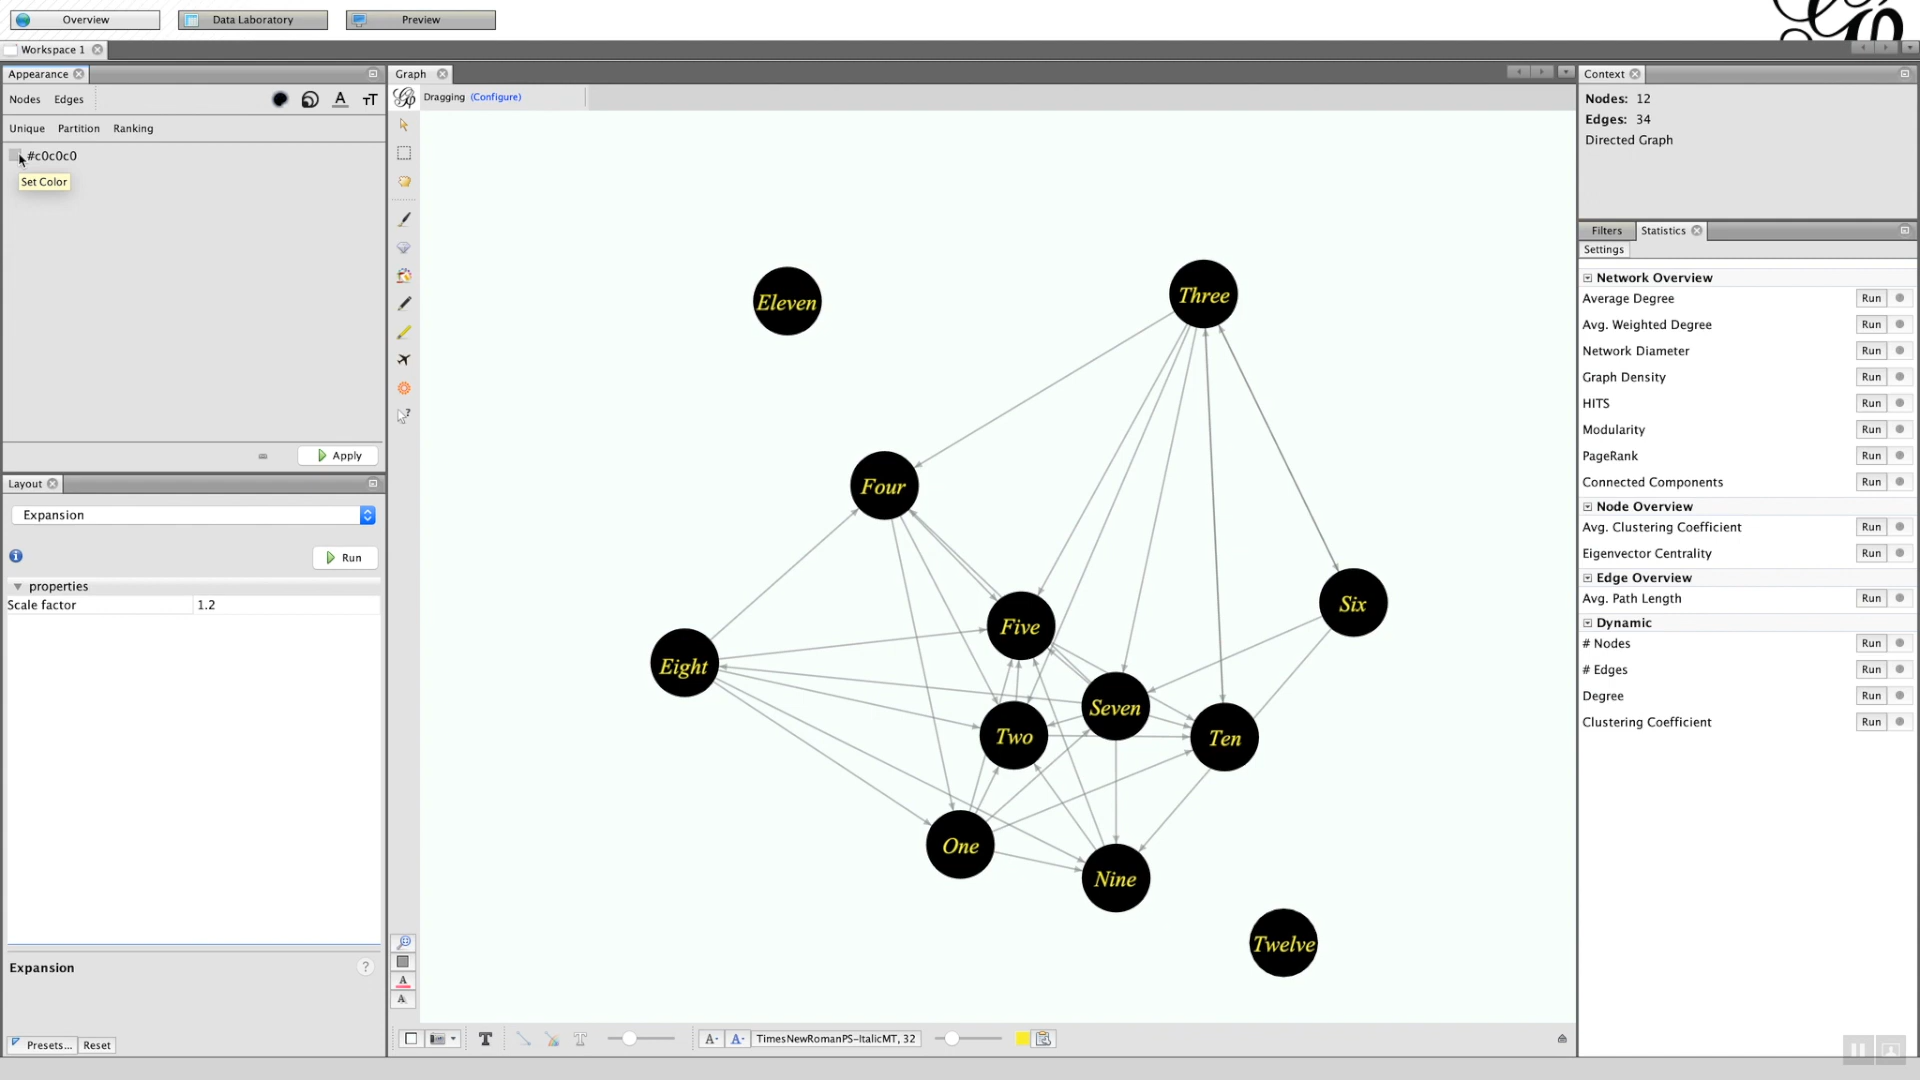 Overview
Data Laboratory
Preview
Workspace 1
Appearance
Nodes Edges
A
TT
Unique Partition Ranking
#c0c0c0
Set Color
Apply
Layout
Expansion
Run
properties
Scale factor 1.2
Expansion
?
Presets... Reset
Graph
Dragging (Configure)
Eleven
Three
Four
Five
Six
Eight
Seven
Two
Ten
One
Nine
Twelve
A
A
T
T
A- A- TimesNewRomanPS-ItalicMT, 32
Context
Nodes: 12
Edges: 34
Directed Graph
Filters Statistics
Settings
Network Overview
Average Degree Run
Avg. Weighted Degree Run
Network Diameter Run
Graph Density Run
HITS Run
Modularity Run
PageRank Run
Connected Components Run
Node Overview
Avg. Clustering Coefficient Run
Eigenvector Centrality Run
Edge Overview
Avg. Path Length Run
Dynamic
# Nodes Run
# Edges Run
Degree Run
Clustering Coefficient Run